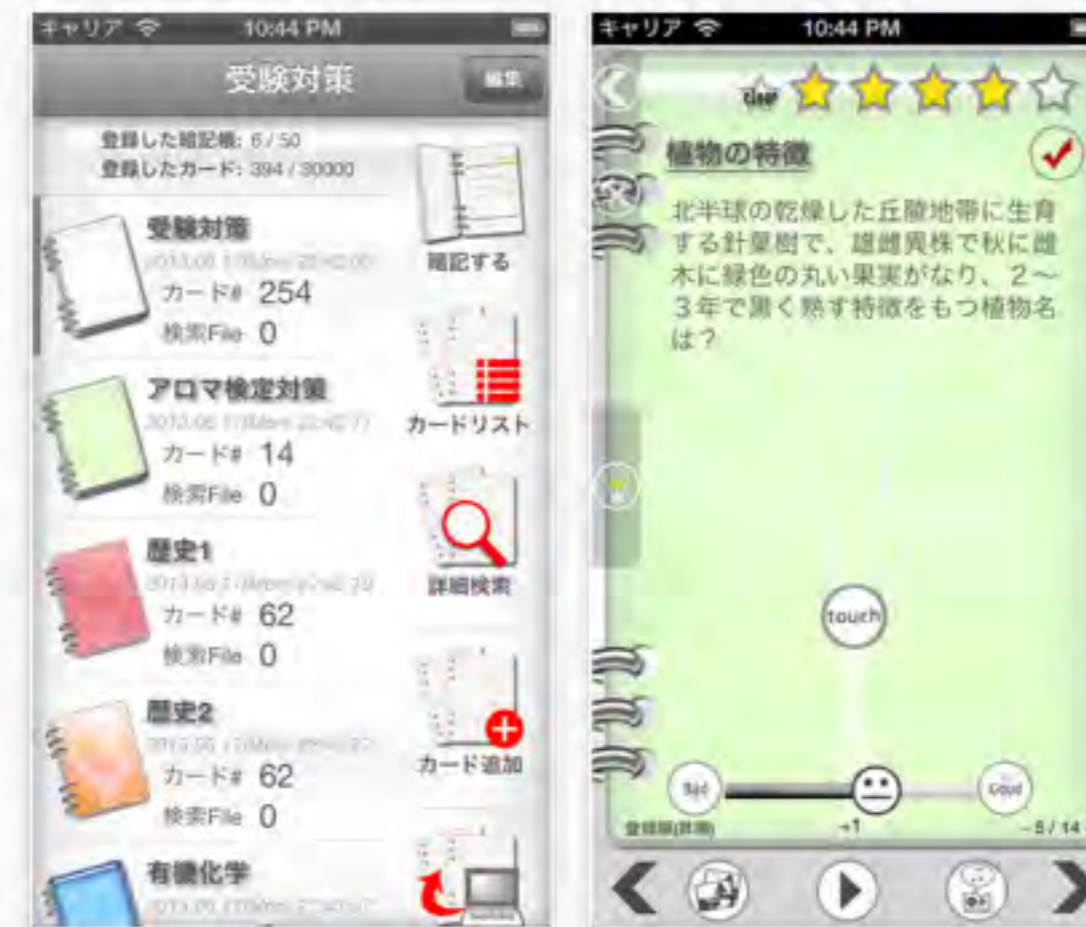 キャリア 10:44 PM
受験対策 編集
登録した暗記帳: 6 / 50
登録したカード: 394 / 30000
受験対策
カード# 254
検索File 0
暗記する
アロマ検定対策
カード# 14
検索File 0
カードリスト
歴史1
カード# 62
検索File 0
詳細検索
歴史2
カード# 62
検索File 0
カード追加
有機化学
キャリア 10:44 PM
clear
植物の特徴
北半球の乾燥した丘陵地帯に生育
する針葉樹で、雄雌異株で秋に雌
木に緑色の丸い果実がなり、2〜
3年で黒く熟す特徴をもつ植物名
は？
touch
Bad
Good
5 / 14